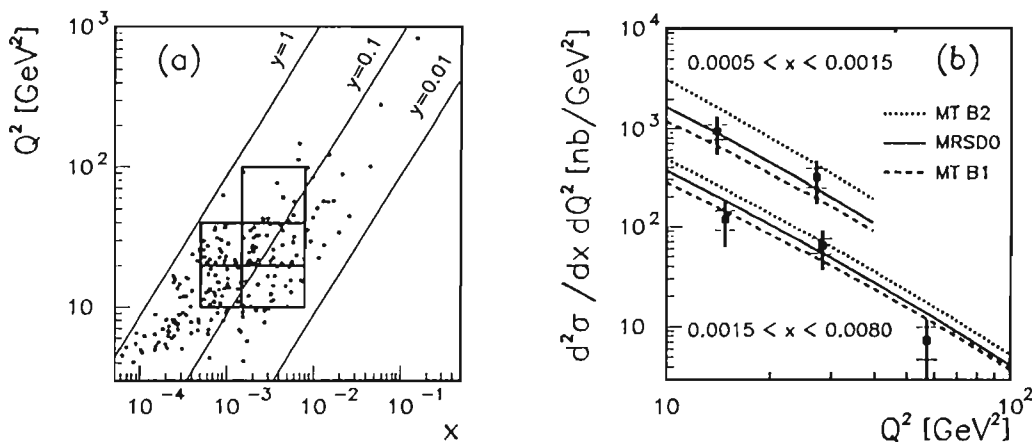 Q² [GeV²]
10³
10²
10
(a)
y=1
y=0.1
y=0.01
10⁻⁴
10⁻³
10⁻²
10⁻¹
x
d²σ/dx dQ² [nb/GeV²]
10⁴
10³
10²
10
0.0005 < x < 0.0015
(b)
MT B2
MRSD0
MT B1
0.0015 < x < 0.0080
10
10²
Q² [GeV²]